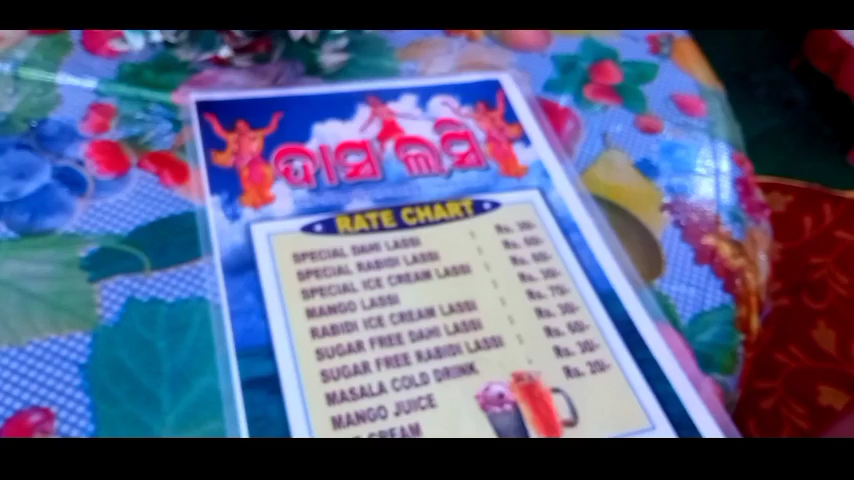 ଦାସ ଲସି
RATE CHART
SPECIAL DAHI LASSI : Rs. 30/-
SPECIAL RABIDI LASSI : Rs. 60/-
SPECIAL ICE CREAM LASSI : Rs. 60/-
MANGO LASSI Rs. 30/-
RABIDI ICE CREAM LASSI : Rs. 70/-
SUGAR FREE DAHI LASSI : Rs. 30/-
SUGAR FREE RABIDI LASSI : Rs. 60/-
MASALA COLD DRINK : Rs. 30/-
MANGO JUICE Rs. 20/-
CREAM